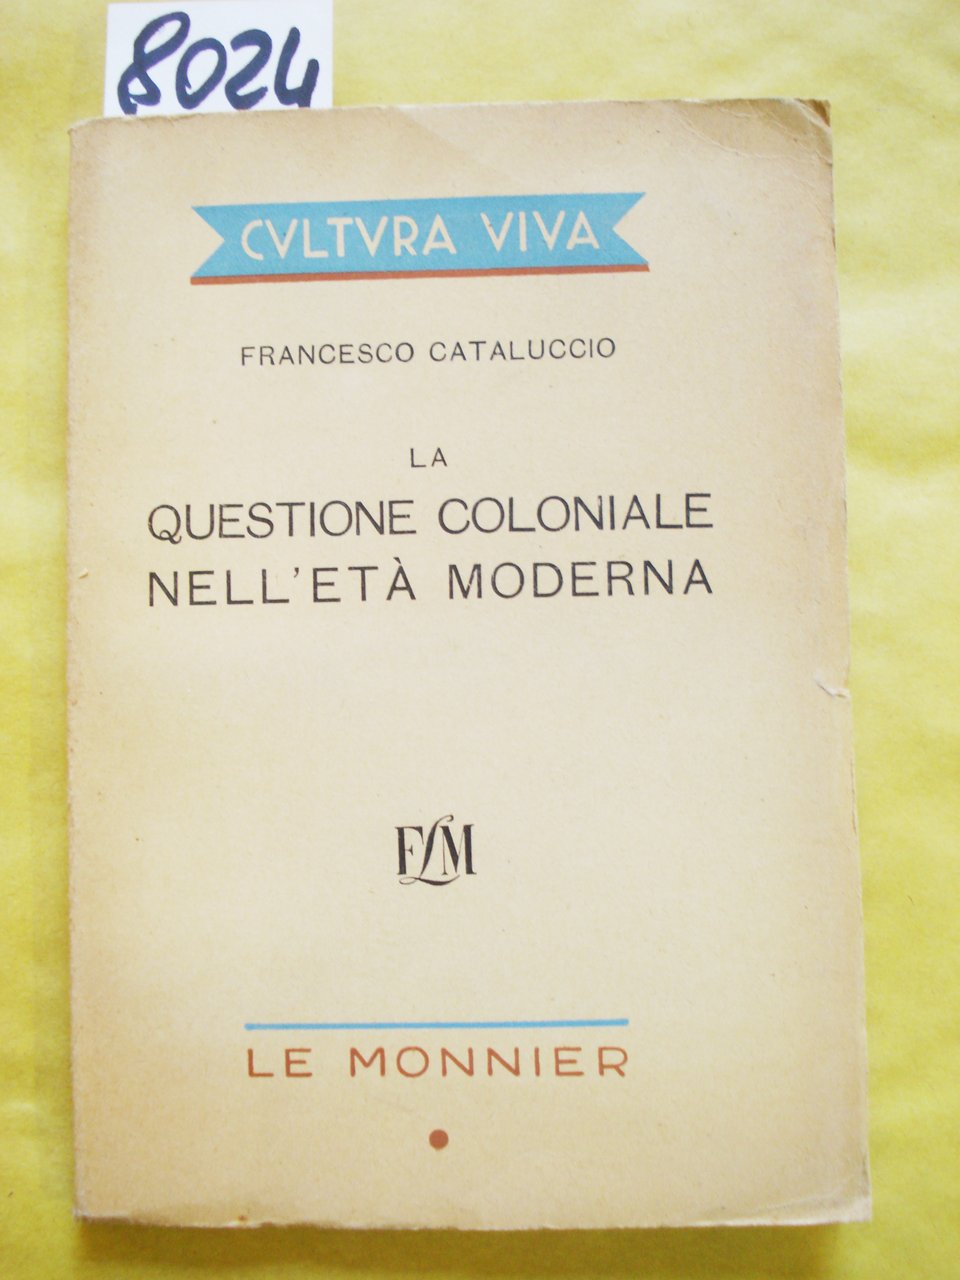 8024
CVLTVRA VIVA
FRANCESCO CATALUCCIO
LA
QUESTIONE COLONIALE
NELL'ETÀ MODERNA
FLM
LE MONNIER